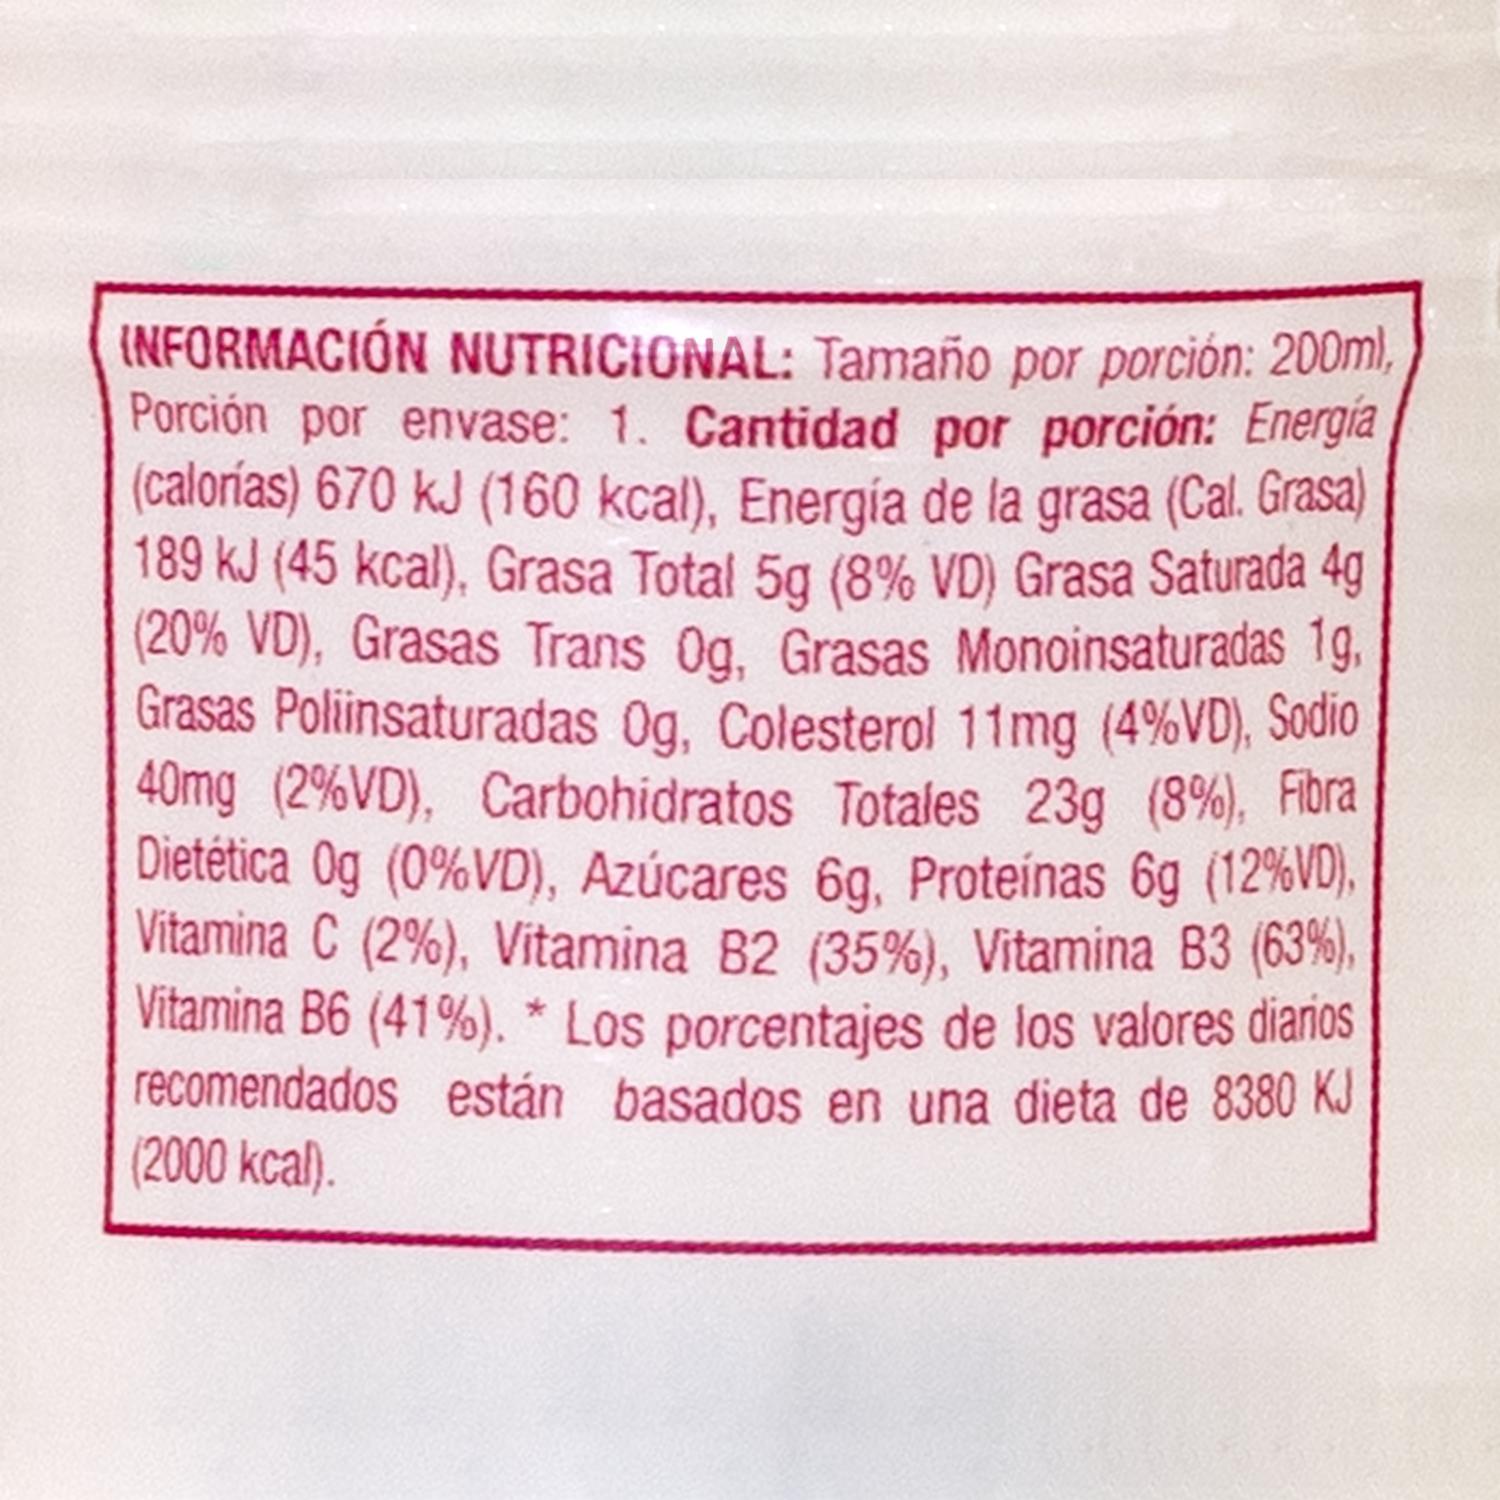 INFORMACIÓN NUTRICIONAL: Tamaño por porción: 200ml,
Porción por envase: 1. Cantidad por porción: Energía
(calorías) 670 kJ (160 kcal), Energía de la grasa (Cal. Grasa)
189 kJ (45 kcal), Grasa Total 5g (8% VD) Grasa Saturada 4g
(20% VD), Grasas Trans 0g, Grasas Monoinsaturadas 1g,
Grasas Poliinsaturadas 0g, Colesterol 11mg (4%VD), Sodio
40mg (2%VD), Carbohidratos Totales 23g (8%), Fibra
Dietética 0g (0%VD), Azúcares 6g, Proteínas 6g (12%VD),
Vitamina C (2%), Vitamina B2 (35%), Vitamina B3 (63%),
Vitamina B6 (41%). * Los porcentajes de los valores diarios
recomendados están basados en una dieta de 8380 KJ
(2000 kcal).